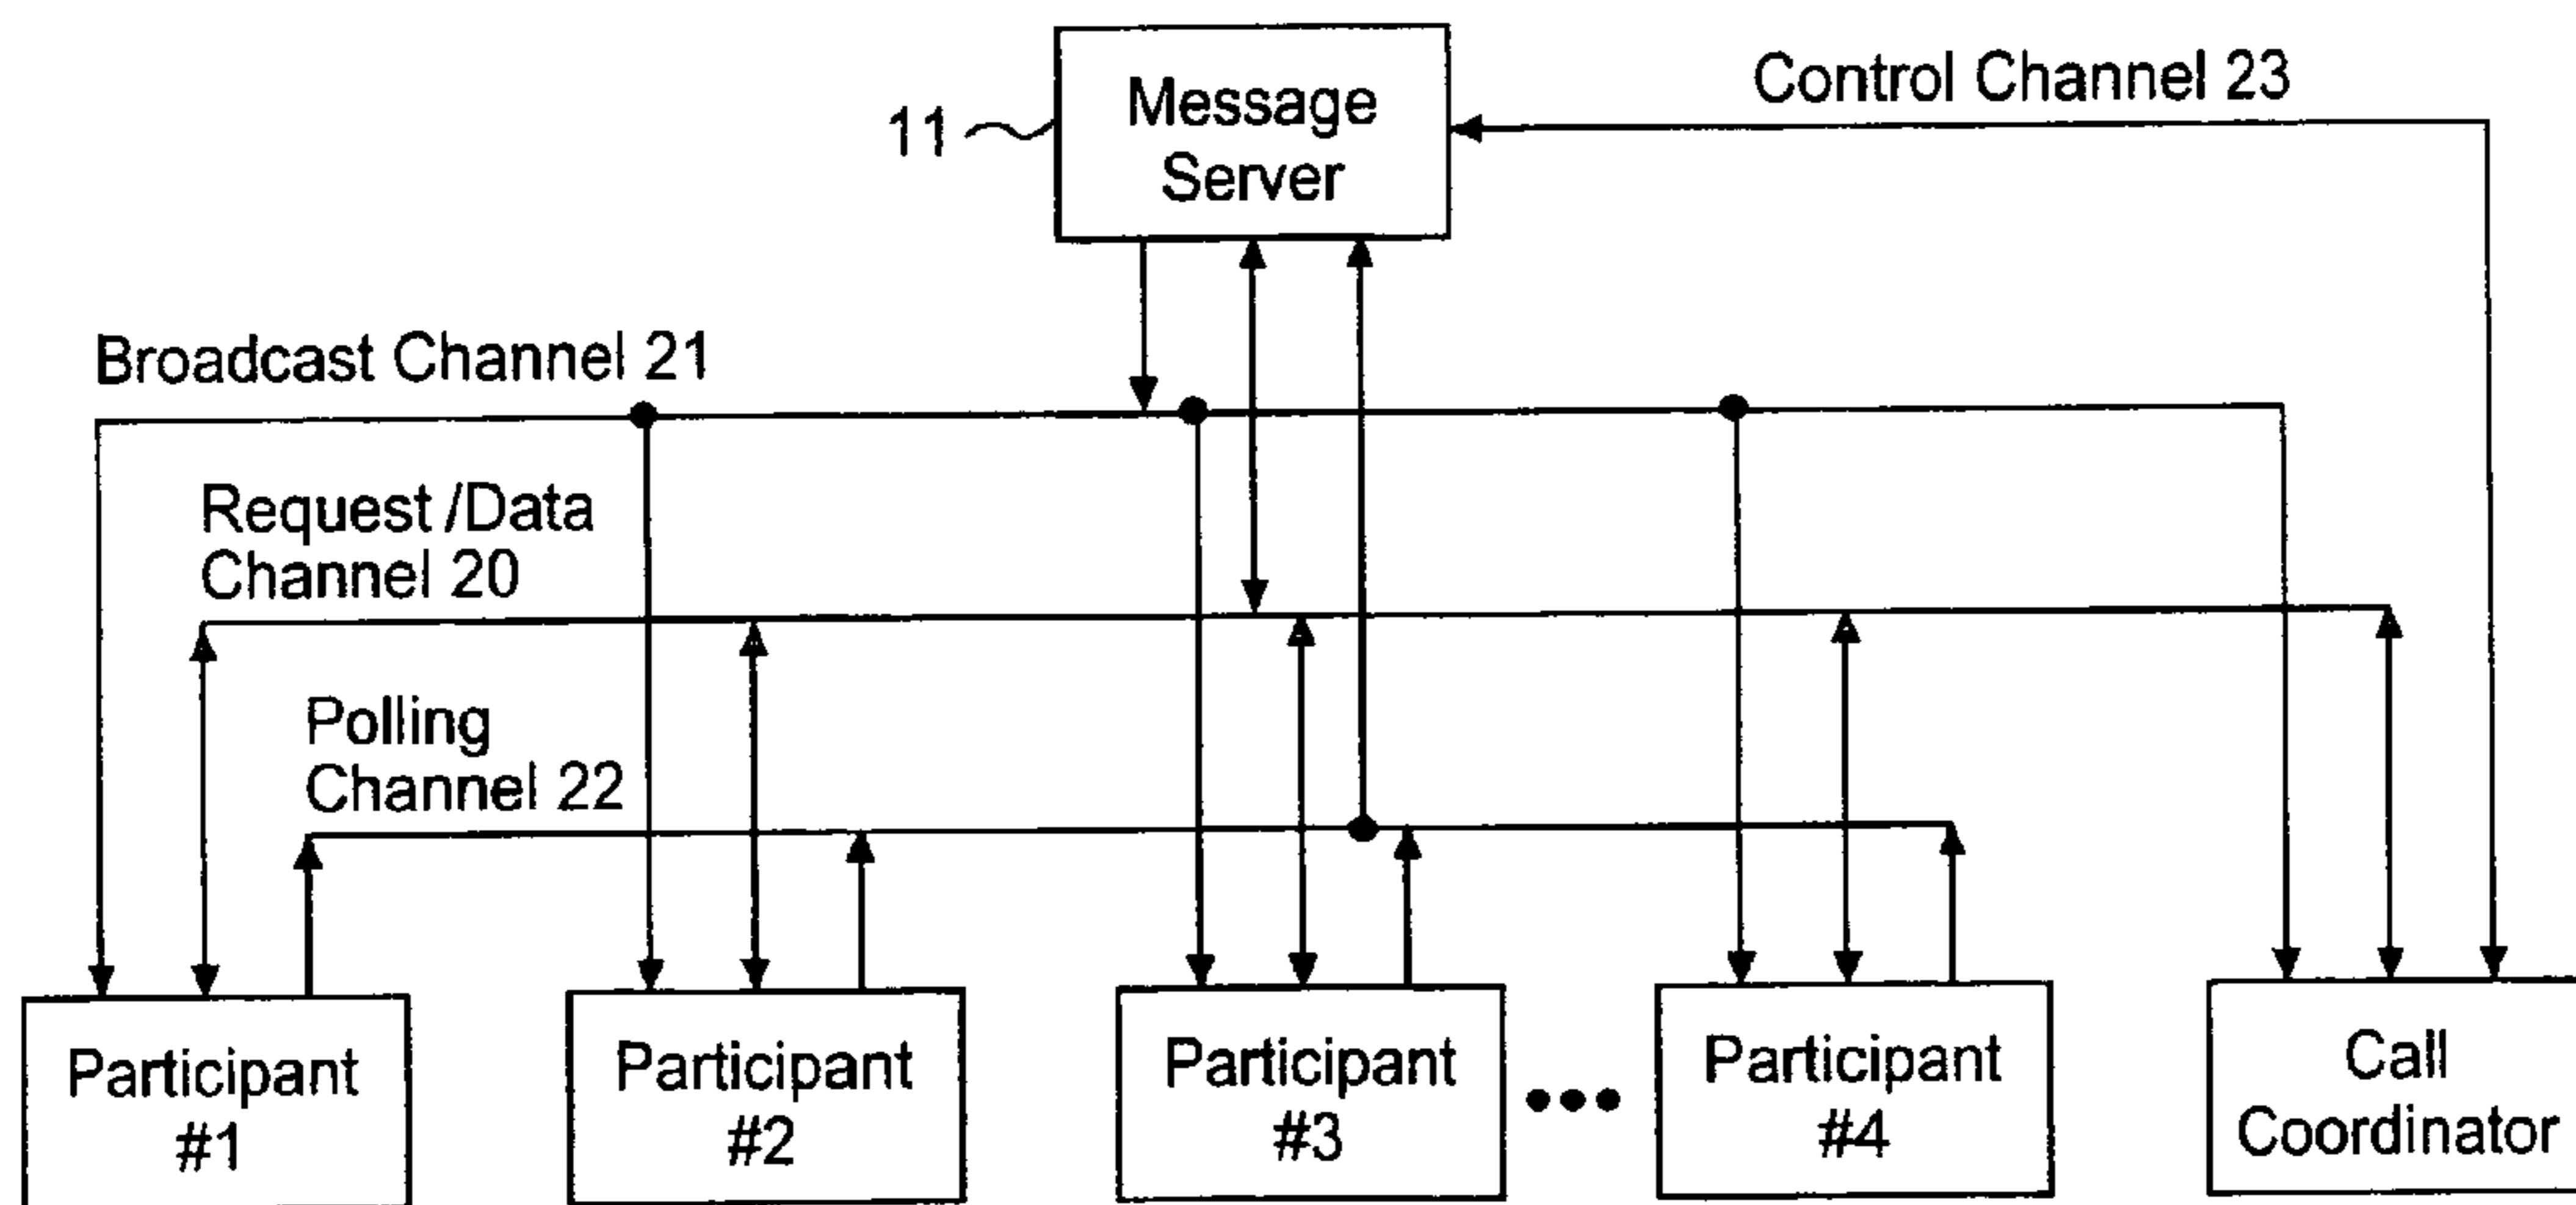 Message
Server
11
Control Channel 23
Broadcast Channel 21
Request /Data
Channel 20
Polling
Channel 22
Participant
#1
Participant
#2
Participant
#3
Participant
#4
Call
Coordinator